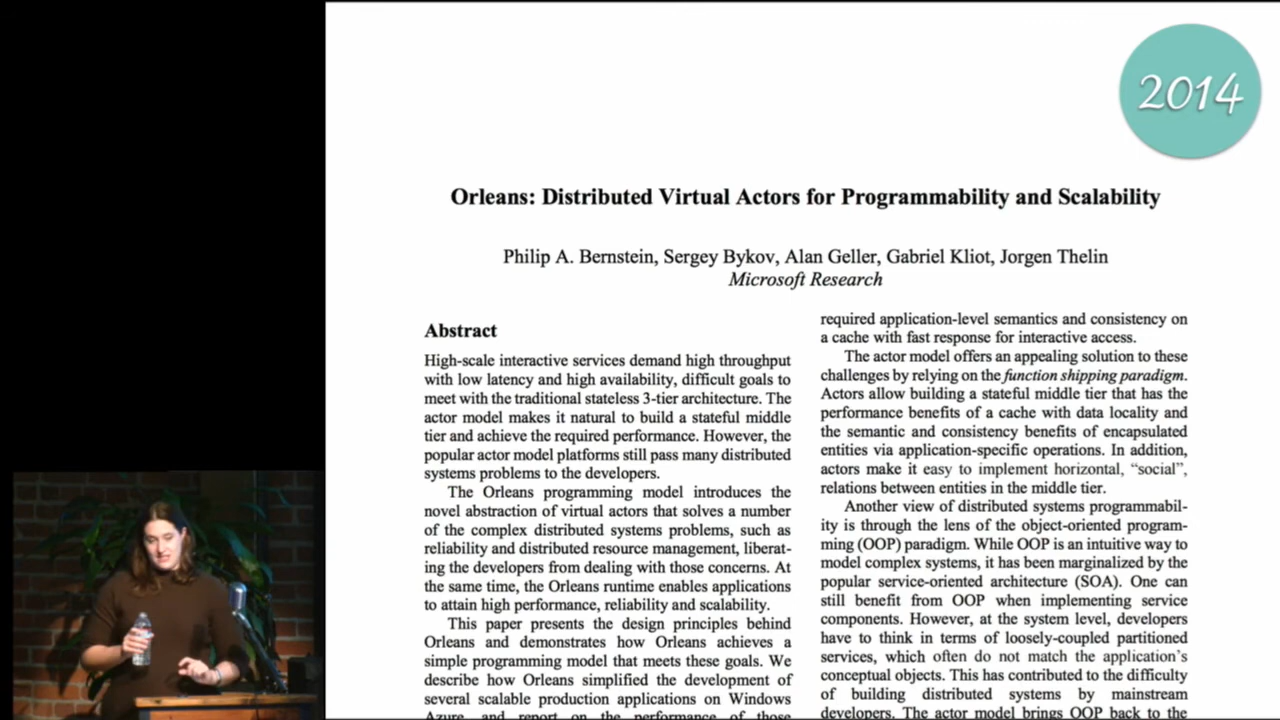 2014
Orleans: Distributed Virtual Actors for Programmability and Scalability
Philip A. Bernstein, Sergey Bykov, Alan Geller, Gabriel Kliot, Jorgen Thelin
Microsoft Research
Abstract
High-scale interactive services demand high throughput
with low latency and high availability, difficult goals to
meet with the traditional stateless 3-tier architecture. The
actor model makes it natural to build a stateful middle
tier and achieve the required performance. However, the
popular actor model platforms still pass many distributed
systems problems to the developers.
The Orleans programming model introduces the
novel abstraction of virtual actors that solves a number
of the complex distributed systems problems, such as
reliability and distributed resource management, liberat-
ing the developers from dealing with those concerns. At
the same time, the Orleans runtime enables applications
to attain high performance, reliability and scalability.
This paper presents the design principles behind
Orleans and demonstrates how Orleans achieves a
simple programming model that meets these goals. We
describe how Orleans simplified the development of
several scalable production applications on Windows
Azure, and report on the performance of those
required application-level semantics and consistency on
a cache with fast response for interactive access.
The actor model offers an appealing solution to these
challenges by relying on the function shipping paradigm.
Actors allow building a stateful middle tier that has the
performance benefits of a cache with data locality and
the semantic and consistency benefits of encapsulated
entities via application-specific operations. In addition,
actors make it easy to implement horizontal, “social”,
relations between entities in the middle tier.
Another view of distributed systems programmabil-
ity is through the lens of the object-oriented program-
ming (OOP) paradigm. While OOP is an intuitive way to
model complex systems, it has been marginalized by the
popular service-oriented architecture (SOA). One can
still benefit from OOP when implementing service
components. However, at the system level, developers
have to think in terms of loosely-coupled partitioned
services, which often do not match the application’s
conceptual objects. This has contributed to the difficulty
of building distributed systems by mainstream
developers. The actor model brings OOP back to the